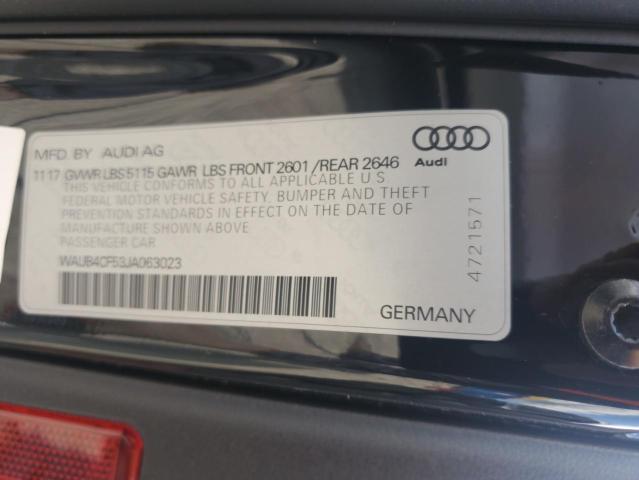 MFD. BY AUDI AG
11 17 GVWR LBS 5115 GAWR LBS FRONT 2601 / REAR 2646
THIS VEHICLE CONFORMS TO ALL APPLICABLE U S
FEDERAL MOTOR VEHICLE SAFETY, BUMPER AND THEFT
PREVENTION STANDARDS IN EFFECT ON THE DATE OF
MANUFACTURE SHOWN ABOVE
PASSENGER CAR
WAUB4CF53JA063023
Audi
4721571
GERMANY